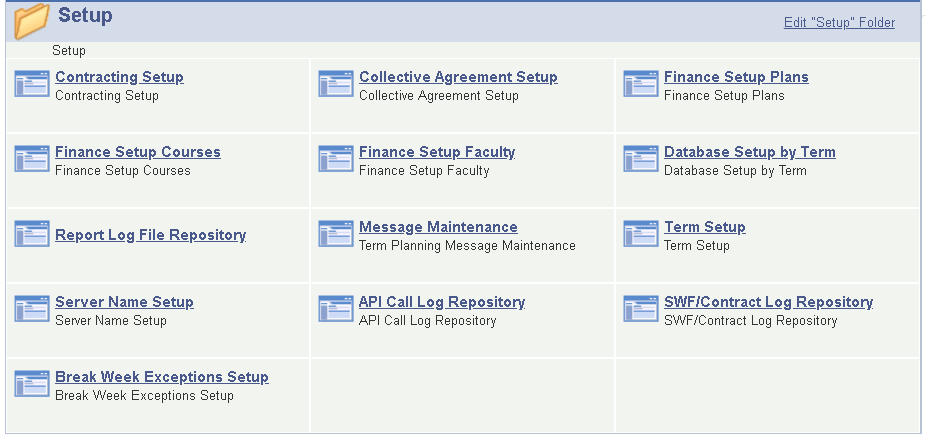 Setup
Edit "Setup" Folder
Setup
Contracting Setup
Contracting Setup
Collective Agreement Setup
Collective Agreement Setup
Finance Setup Plans
Finance Setup Plans
Finance Setup Courses
Finance Setup Courses
Finance Setup Faculty
Finance Setup Faculty
Database Setup by Term
Database Setup by Term
Report Log File Repository
Message Maintenance
Term Planning Message Maintenance
Term Setup
Term Setup
Server Name Setup
Server Name Setup
API Call Log Repository
API Call Log Repository
SWF/Contract Log Repository
SWF/Contract Log Repository
Break Week Exceptions Setup
Break Week Exceptions Setup